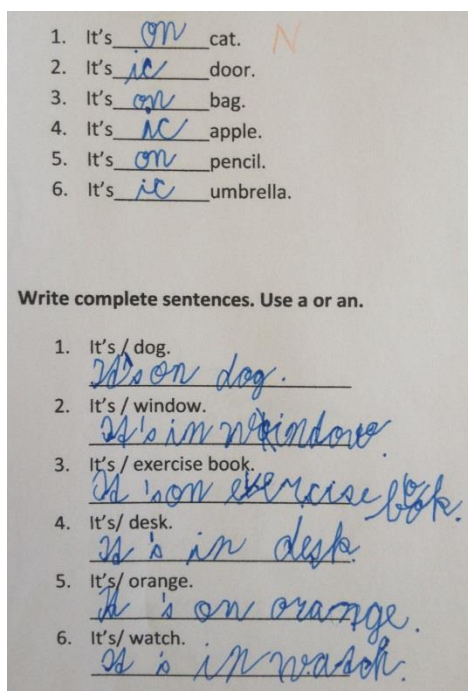 1. It's on cat. N
2. It's ic door.
3. It's on bag.
4. It's ic apple.
5. It's on pencil.
6. It's ic umbrella.
Write complete sentences. Use a or an.
1. It's / dog.
It's on dog.
2. It's / window.
It's in window
3. It's / exercise book.
It's on exercise book.
4. It's/ desk.
It's in desk.
5. It's/ orange.
It's on orange.
6. It's/ watch.
It's in watch.